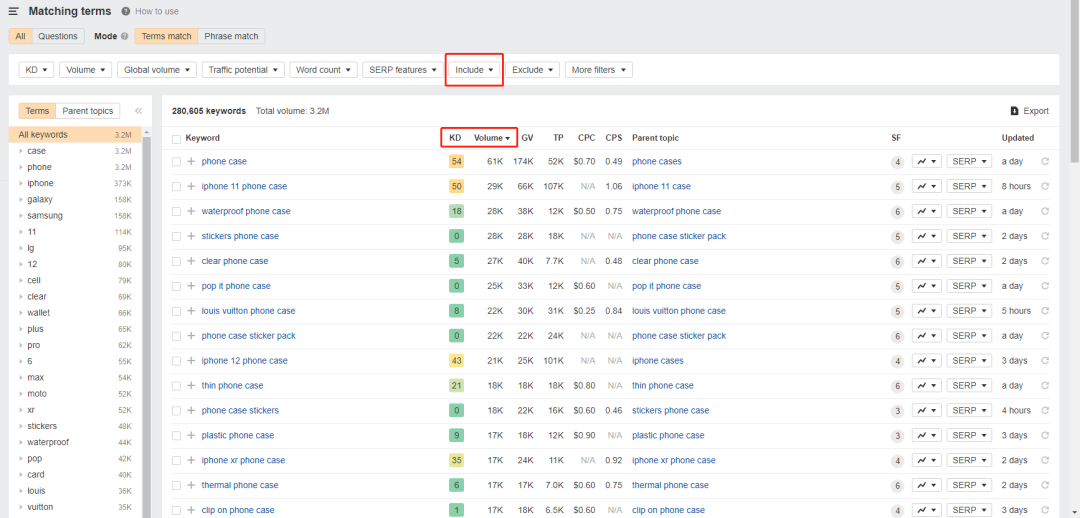 Matching terms How to use
All Questions Mode Terms match Phrase match
KD Volume Global volume Traffic potential Word count SERP features Include Exclude More filters
Terms Parent topics
280,605 keywords Total volume: 3.2M Export
All keywords 3.2M
case 3.2M
phone 3.2M
iphone 373K
galaxy 158K
samsung 158K
11 114K
lg 95K
12 80K
cell 79K
clear 69K
wallet 66K
plus 65K
pro 62K
6 55K
max 54K
moto 52K
xr 52K
stickers 48K
waterproof 44K
pop 42K
card 40K
louis 36K
vuitton 35K
Keyword KD Volume GV TP CPC CPS Parent topic SF Updated
phone case 54 61K 174K 52K $0.70 0.49 phone cases 4 SERP a day
iphone 11 phone case 50 29K 66K 107K N/A 1.06 iphone 11 case 5 SERP 8 hours
waterproof phone case 18 28K 38K 12K $0.50 0.75 waterproof phone case 6 SERP a day
stickers phone case 0 28K 28K 18K N/A N/A phone case sticker pack 5 SERP 2 days
clear phone case 5 27K 40K 7.7K N/A 0.48 clear phone case 6 SERP 2 days
pop it phone case 0 25K 33K 12K $0.60 N/A pop it phone case 5 SERP a day
louis vuitton phone case 8 22K 30K 31K $0.25 0.84 louis vuitton phone case 5 SERP 5 hours
phone case sticker pack 0 22K 22K 24K N/A N/A phone case sticker pack 6 SERP a day
iphone 12 phone case 43 21K 25K 101K N/A N/A iphone cases 4 SERP 3 days
thin phone case 21 18K 18K 18K $0.80 N/A thin phone case 6 SERP a day
phone case stickers 0 18K 22K 16K $0.60 0.46 stickers phone case 3 SERP 4 hours
plastic phone case 9 17K 18K 12K $0.90 N/A plastic phone case 3 SERP 3 days
iphone xr phone case 35 17K 24K 11K N/A 0.92 iphone xr phone case 4 SERP 2 days
thermal phone case 6 17K 17K 7.0K $0.60 0.75 thermal phone case 6 SERP 2 days
clip on phone case 1 17K 18K 6.5K $0.60 N/A clip on phone case 4 SERP 3 days